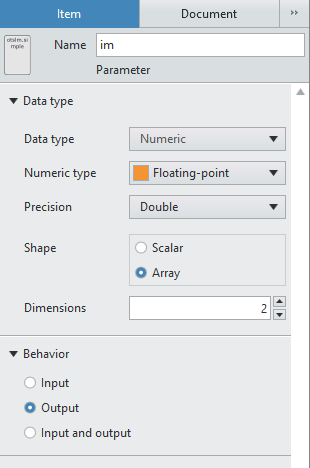 Item
Document
››
otslm.si
mple
Name
im
Parameter
Data type
Data type
Numeric
Numeric type
Floating-point
Precision
Double
Shape
Scalar
Array
Dimensions
2
Behavior
Input
Output
Input and output